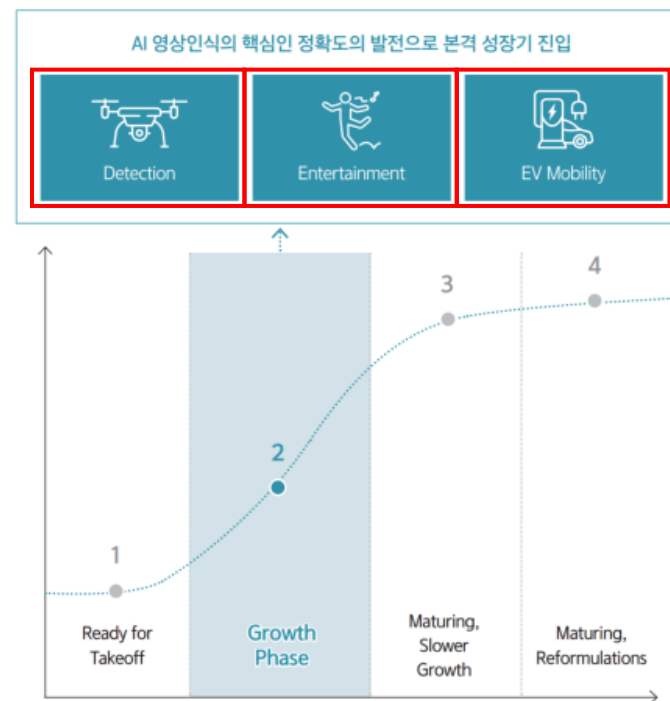 AI 영상인식의 핵심인 정확도의 발전으로 본격 성장기 진입
Detection
Entertainment
EV Mobility
1
2
3
4
Ready for
Takeoff
Growth
Phase
Maturing,
Slower
Growth
Maturing,
Reformulations